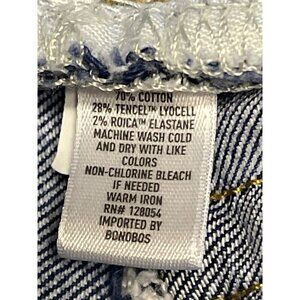 70% COTTON
28% TENCEL™ LYOCELL
2% ROICA™ ELASTANE
MACHINE WASH COLD
AND DRY WITH LIKE
COLORS
NON-CHLORINE BLEACH
IF NEEDED
WARM IRON
RN# 128054
IMPORTED BY
BONOBOS